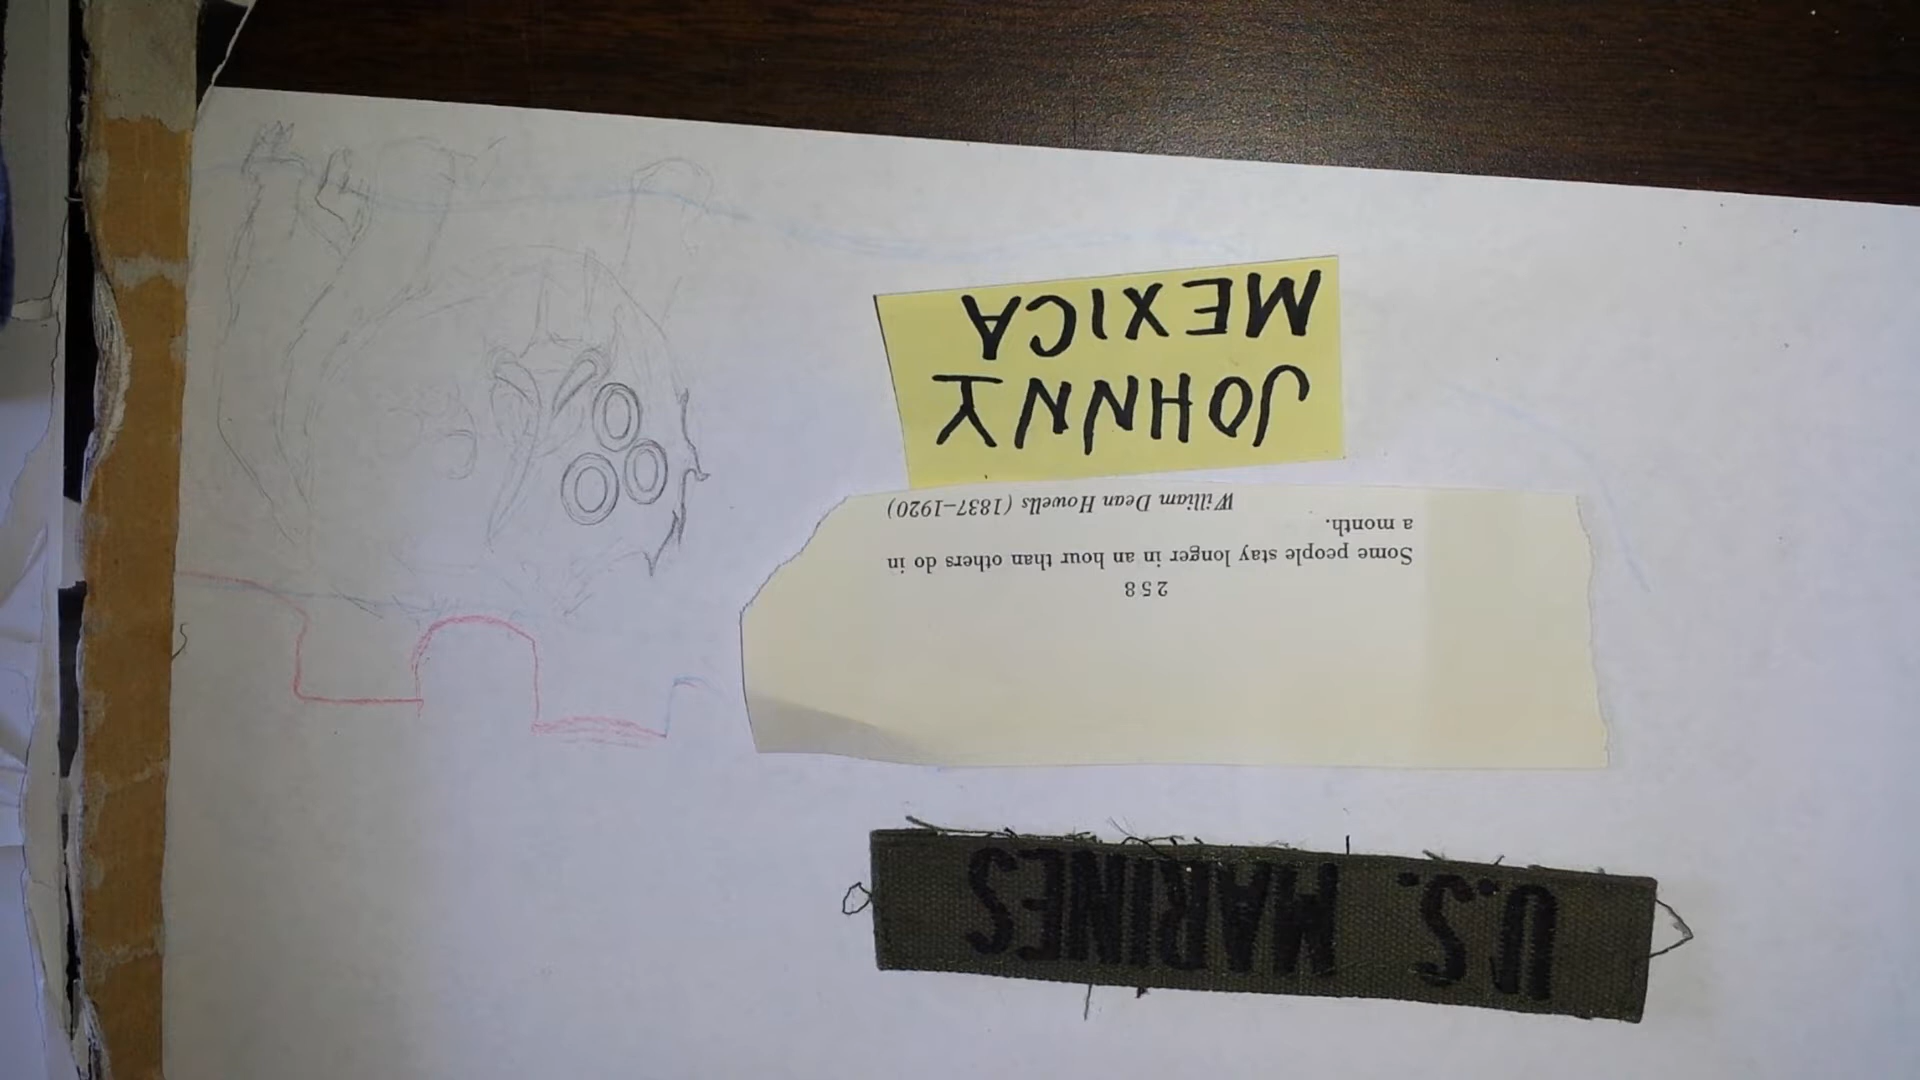 U.S. MARINES
258
Some people stay longer in an hour than others do in
a month.
William Dean Howells (1837–1920)
JOHNNY
MEXICA